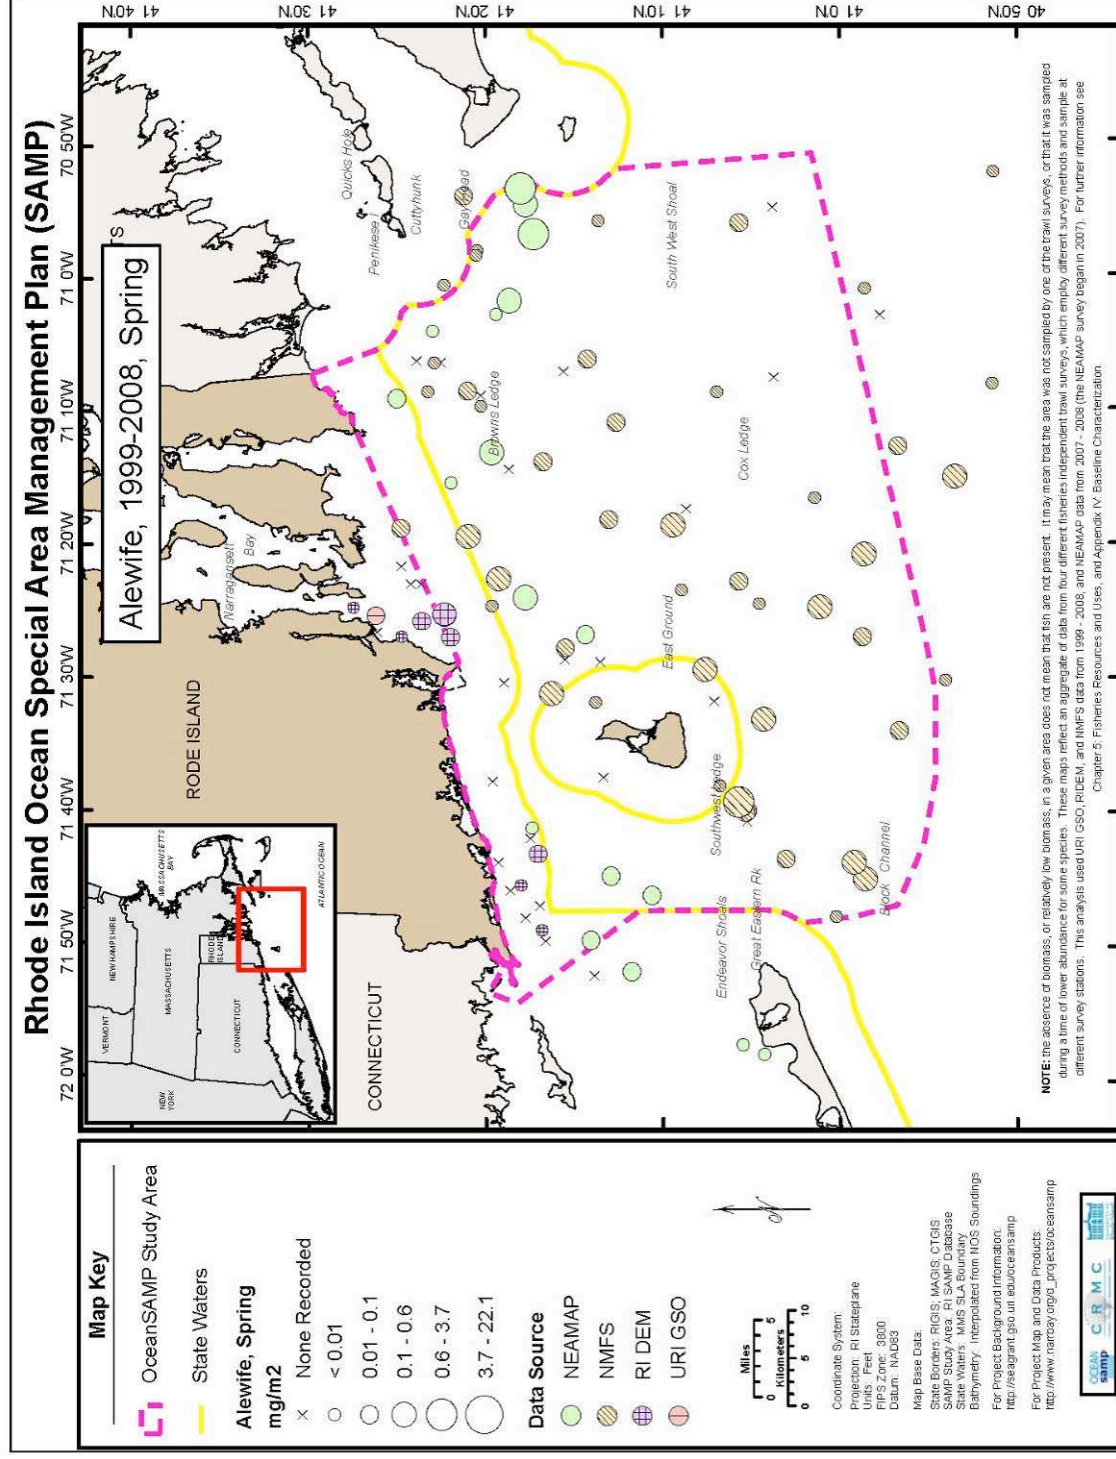 Rhode Island Ocean Special Area Management Plan (SAMP)
Map Key
OceanSAMP Study Area
State Waters
Alewife, Spring
mg/m2
None Recorded
< 0.01
0.01 - 0.1
0.1 - 0.6
0.6 - 3.7
3.7 - 22.1
Data Source
NEAMAP
NMFS
RI DEM
URI GSO
N
Miles
0 5 10
Kilometers
0 5 10
Coordinate System:
Projection: RI Stateplane
Units: Feet
FIPS Zone: 3800
Datum: NAD83
Map Base Data:
State Borders: RIGIS, MAGIS, CTGIS
SAMP Study Area: RI SAMP Database
State Waters: MMS SLA Boundary
Bathymetry: Interpolated from NOS Soundings
For Project Background Information:
http://seagrant.gso.uri.edu/oceansamp
For Project Map and Data Products:
OCEAN
samp
C R M C
72 0'W
71 50'W
71 40'W
71 30'W
71 20'W
71 10'W
71 0'W
70 50'W
41 40'N
41 30'N
41 20'N
41 10'N
41 0'N
40 50'N
VERMONT
NEW HAMPSHIRE
NEW
YORK
MASSACHUSETTS
MASSACHUSETTS
BAY
CONNECTICUT
RHODE
ISLAND
ATLANTIC OCEAN
Alewife, 1999-2008, Spring
rs
RODE ISLAND
CONNECTICUT
Narragansett
Bay
Quicks Hole
Penikese I
Cuttyhunk
Gay Head
Browns Ledge
South West Shoal
Cox Ledge
East Ground
Southwest Ledge
Endeavor Shoals
Great Eastern Rk
Block Channel
NOTE: the absence of biomass, or relatively low biomass, in a given area does not mean that fish are not present. It may mean that the area was not sampled by one of the trawl surveys, or that it was sampled
during a time of lower abundance for some species. These maps reflect an aggregate of data from four different fisheries independent trawl surveys, which employ different survey methods and sample at
different survey stations. This analysis used URI GSO, RIDEM, and NMFS data from 1999 - 2008, and NEAMAP data from 2007 - 2008 (the NEAMAP survey began in 2007). For further information see
Chapter 5: Fisheries Resources and Uses, and Appendix IV: Baseline Characterization.